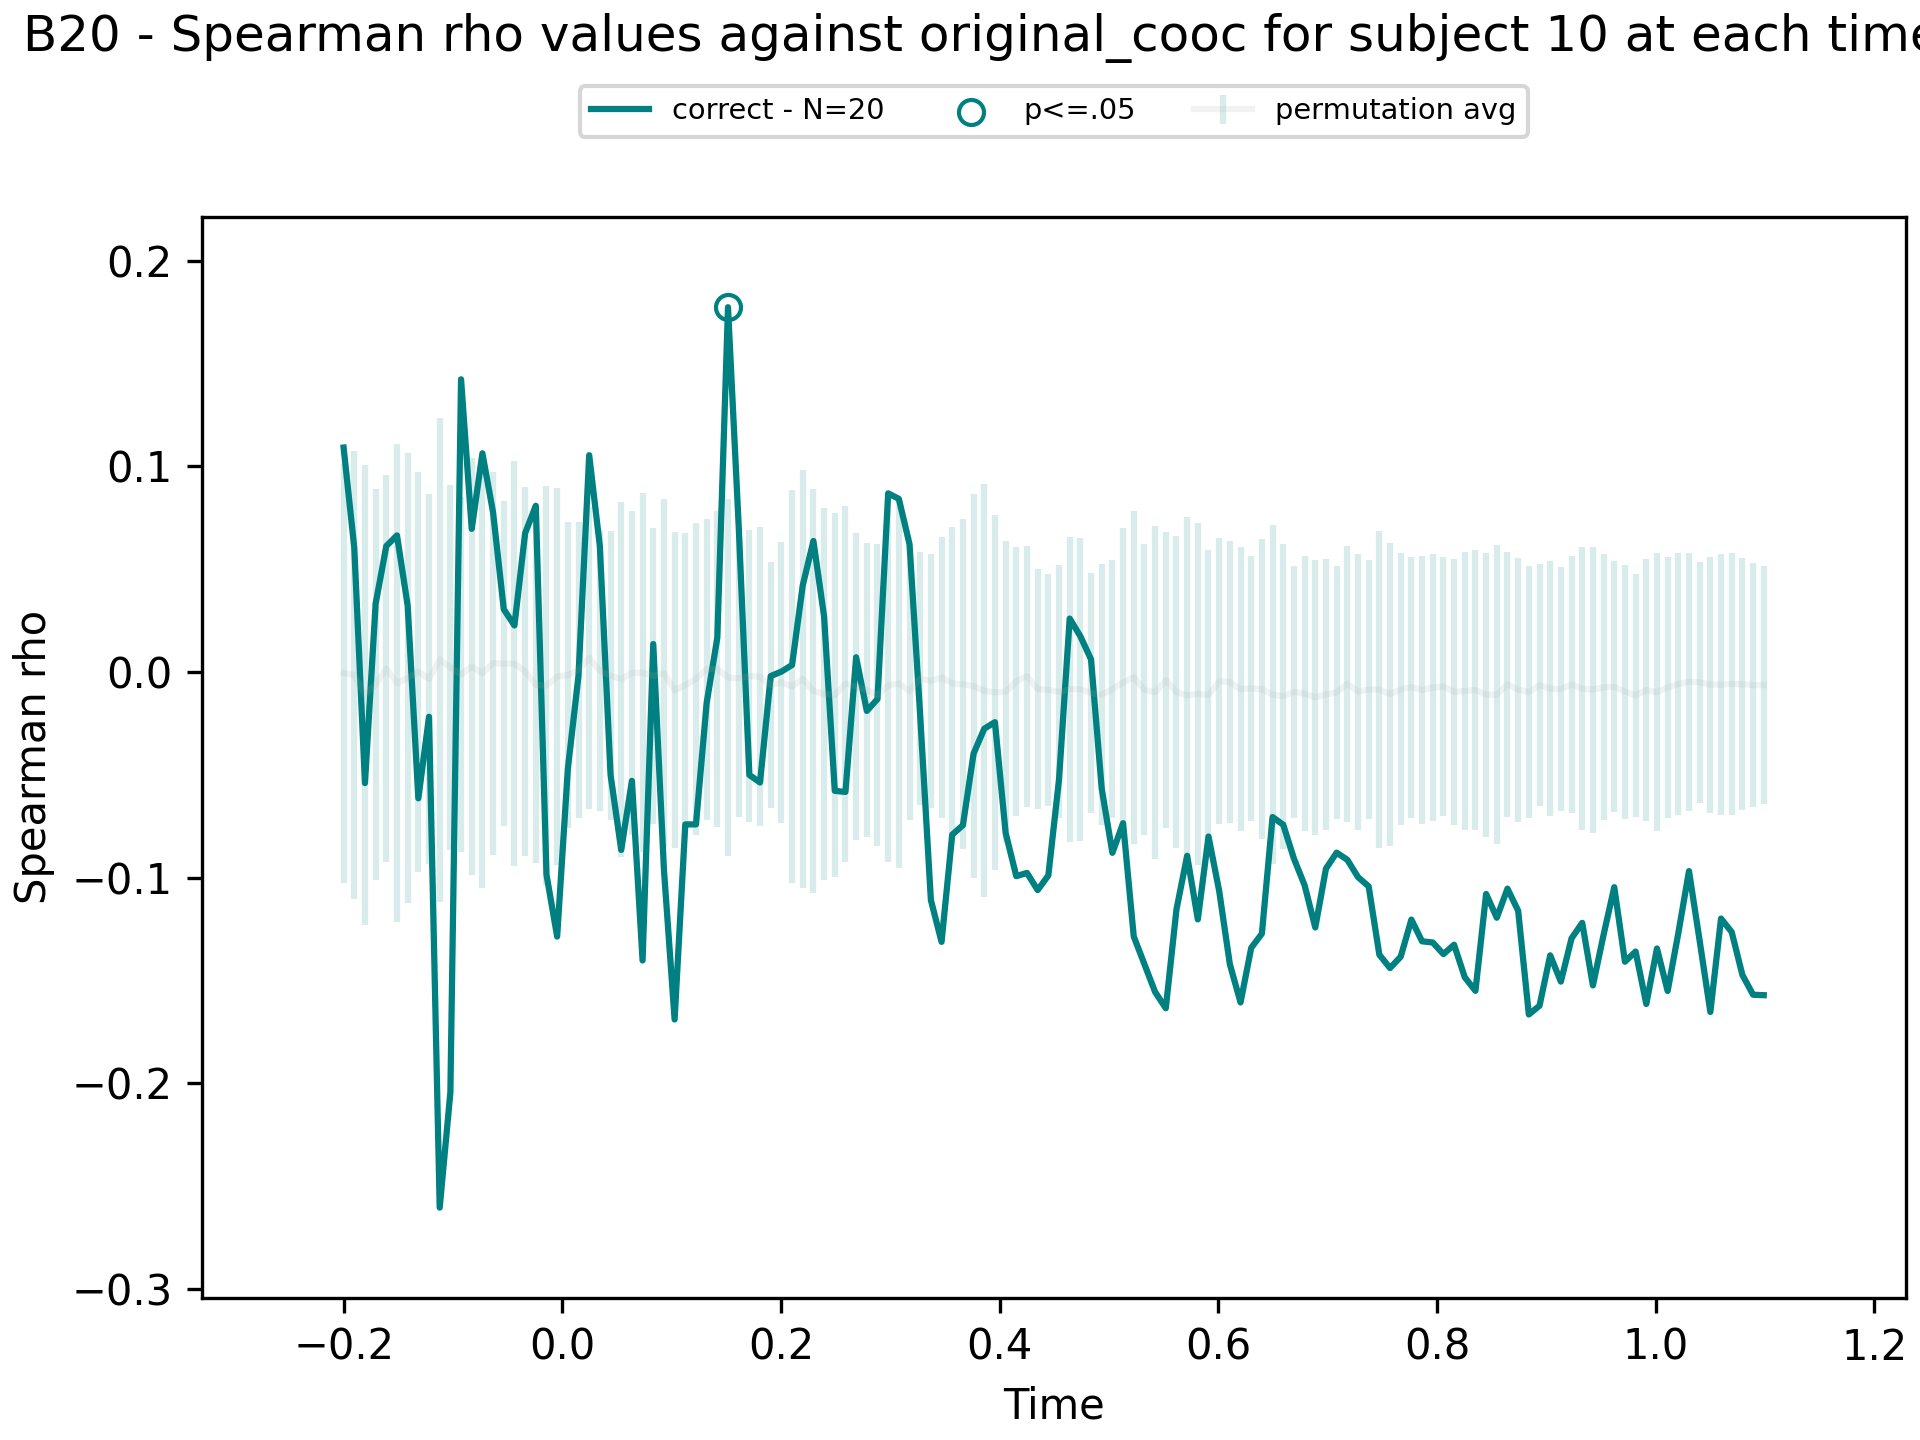 B20 - Spearman rho values against original_cooc for subject 10 at each time
correct - N=20 p<=.05 permutation avg
0.2
0.1
0.0
−0.1
−0.2
−0.3
Spearman rho
−0.2 0.0 0.2 0.4 0.6 0.8 1.0 1.2
Time